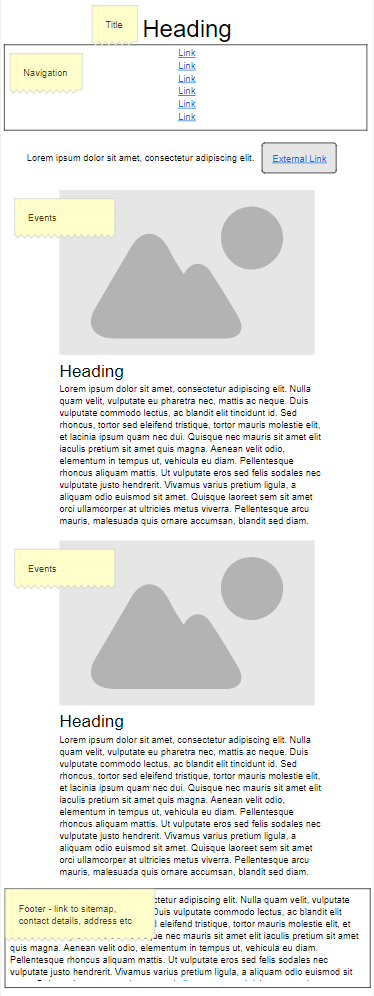 Title
Heading
Navigation
Link
Link
Link
Link
Link
Link
Lorem ipsum dolor sit amet, consectetur adipiscing elit.
External Link
Events
Heading
Lorem ipsum dolor sit amet, consectetur adipiscing elit. Nulla
quam velit, vulputate eu pharetra nec, mattis ac neque. Duis
vulputate commodo lectus, ac blandit elit tincidunt id. Sed
rhoncus, tortor sed eleifend tristique, tortor mauris molestie elit,
et lacinia ipsum quam nec dui. Quisque nec mauris sit amet elit
iaculis pretium sit amet quis magna. Aenean velit odio,
elementum in tempus ut, vehicula eu diam. Pellentesque
rhoncus aliquam mattis. Ut vulputate eros sed felis sodales nec
vulputate justo hendrerit. Vivamus varius pretium ligula, a
aliquam odio euismod sit amet. Quisque laoreet sem sit amet
orci ullamcorper at ultricies metus viverra. Pellentesque arcu
mauris, malesuada quis ornare accumsan, blandit sed diam.
Events
Heading
Lorem ipsum dolor sit amet, consectetur adipiscing elit. Nulla
quam velit, vulputate eu pharetra nec, mattis ac neque. Duis
vulputate commodo lectus, ac blandit elit tincidunt id. Sed
rhoncus, tortor sed eleifend tristique, tortor mauris molestie elit,
et lacinia ipsum quam nec dui. Quisque nec mauris sit amet elit
iaculis pretium sit amet quis magna. Aenean velit odio,
elementum in tempus ut, vehicula eu diam. Pellentesque
rhoncus aliquam mattis. Ut vulputate eros sed felis sodales nec
vulputate justo hendrerit. Vivamus varius pretium ligula, a
aliquam odio euismod sit amet. Quisque laoreet sem sit amet
orci ullamcorper at ultricies metus viverra. Pellentesque arcu
mauris, malesuada quis ornare accumsan, blandit sed diam.
Footer - link to sitemap,
contact details, address etc
ctetur adipiscing elit. Nulla quam velit, vulputate
Duis vulputate commodo lectus, ac blandit elit
tincidunt id. Sed rhoncus, tortor sed eleifend tristique, tortor mauris molestie elit,
que nec mauris sit amet elit iaculis pretium sit amet
quis magna. Aenean velit odio, elementum in tempus ut, vehicula eu diam.
Pellentesque rhoncus aliquam mattis. Ut vulputate eros sed felis sodales nec
vulputate justo hendrerit. Vivamus varius pretium ligula, a aliquam odio euismod sit